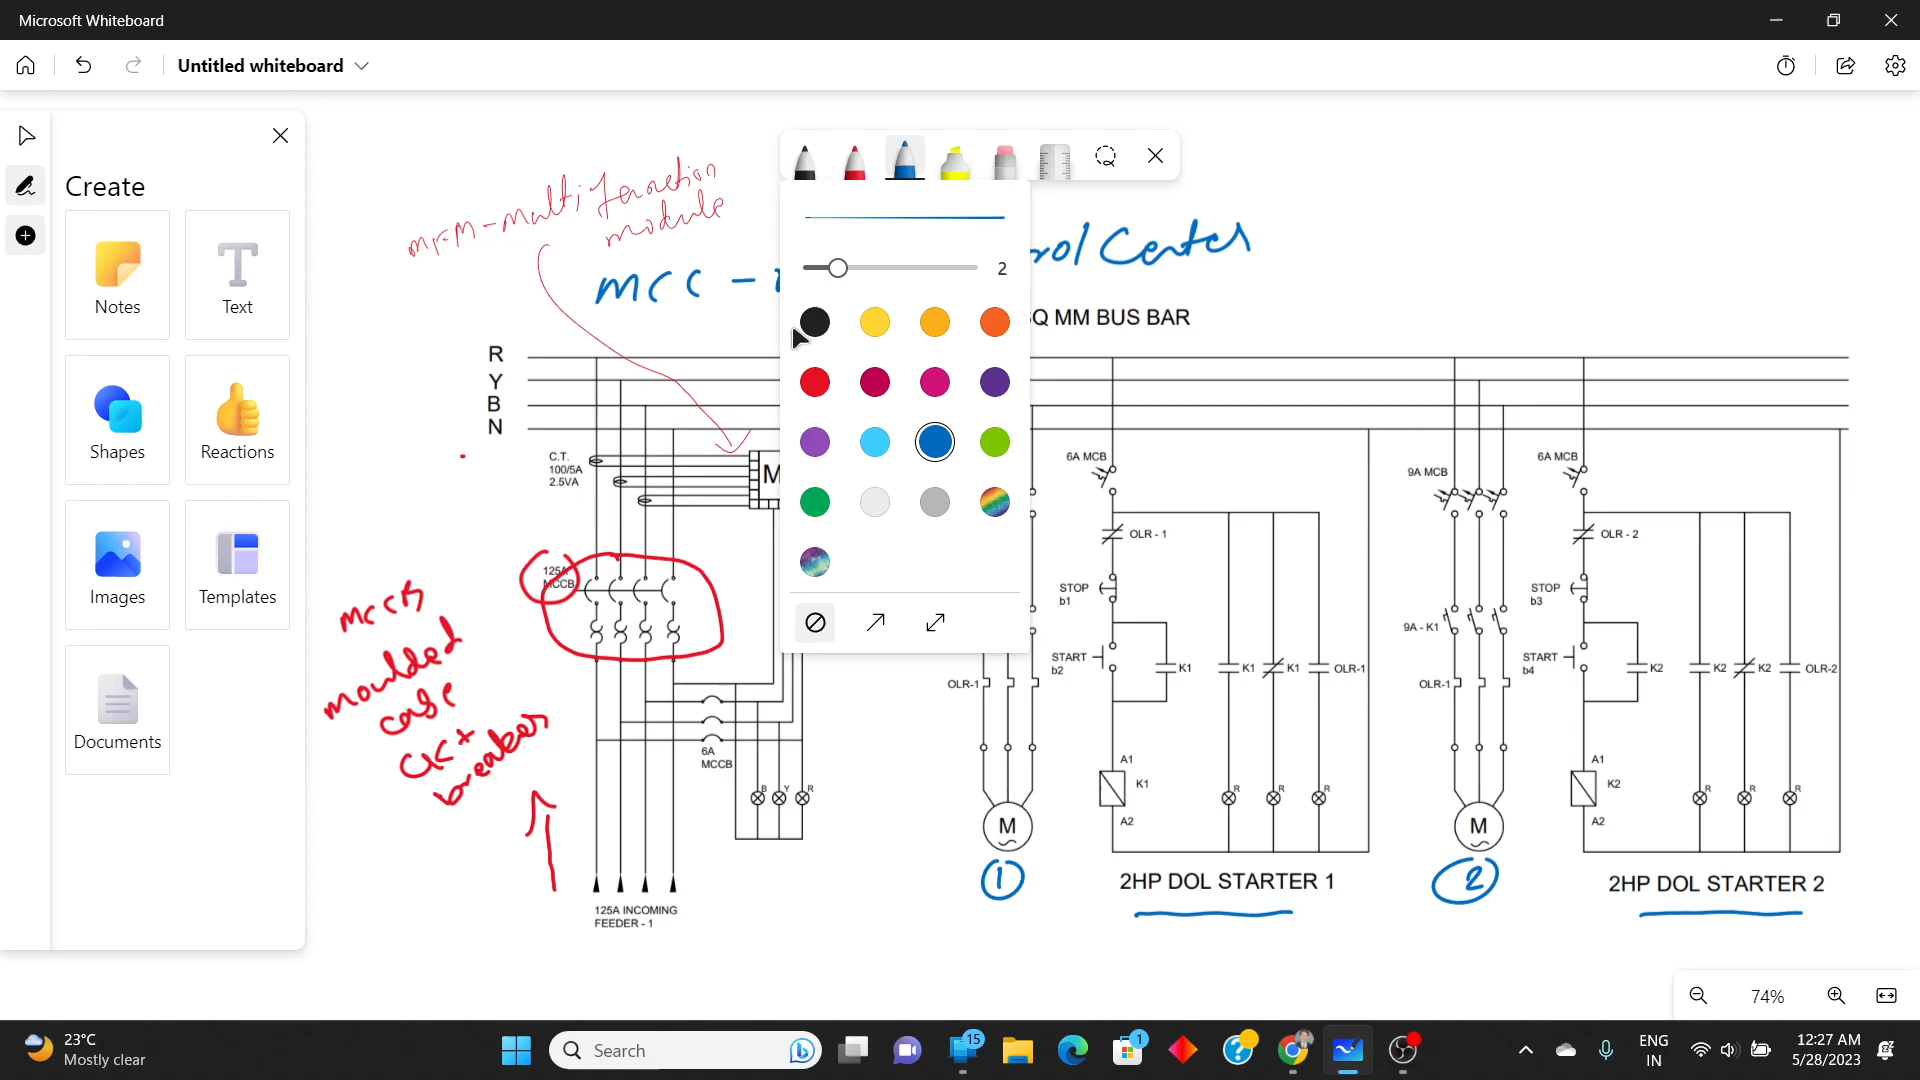 Microsoft Whiteboard
Untitled whiteboard
Create
Notes
Text
Shapes
Reactions
Images
Templates
Documents
MFM - multi function
module
MCC -
rol Center
SQ MM BUS BAR
R
Y
B
N
C.T.
100/5A
2.5VA
M
125A
MCCB
MCCB
moulded
case
CKT
breaker
6A
MCCB
B Y R
125A INCOMING
FEEDER - 1
2
OLR-1
M
1
6A MCB
OLR - 1
STOP
b1
START
b2
K1
K1
K1
OLR-1
A1
K1
A2
R R R
2HP DOL STARTER 1
9A MCB
9A - K1
OLR-1
M
2
6A MCB
OLR - 2
STOP
b3
START
b4
K2
K2
K2
OLR-2
A1
K2
A2
R R R
2HP DOL STARTER 2
74%
23°C
Mostly clear
Search
15
1
ENG
IN
12:27 AM
5/28/2023